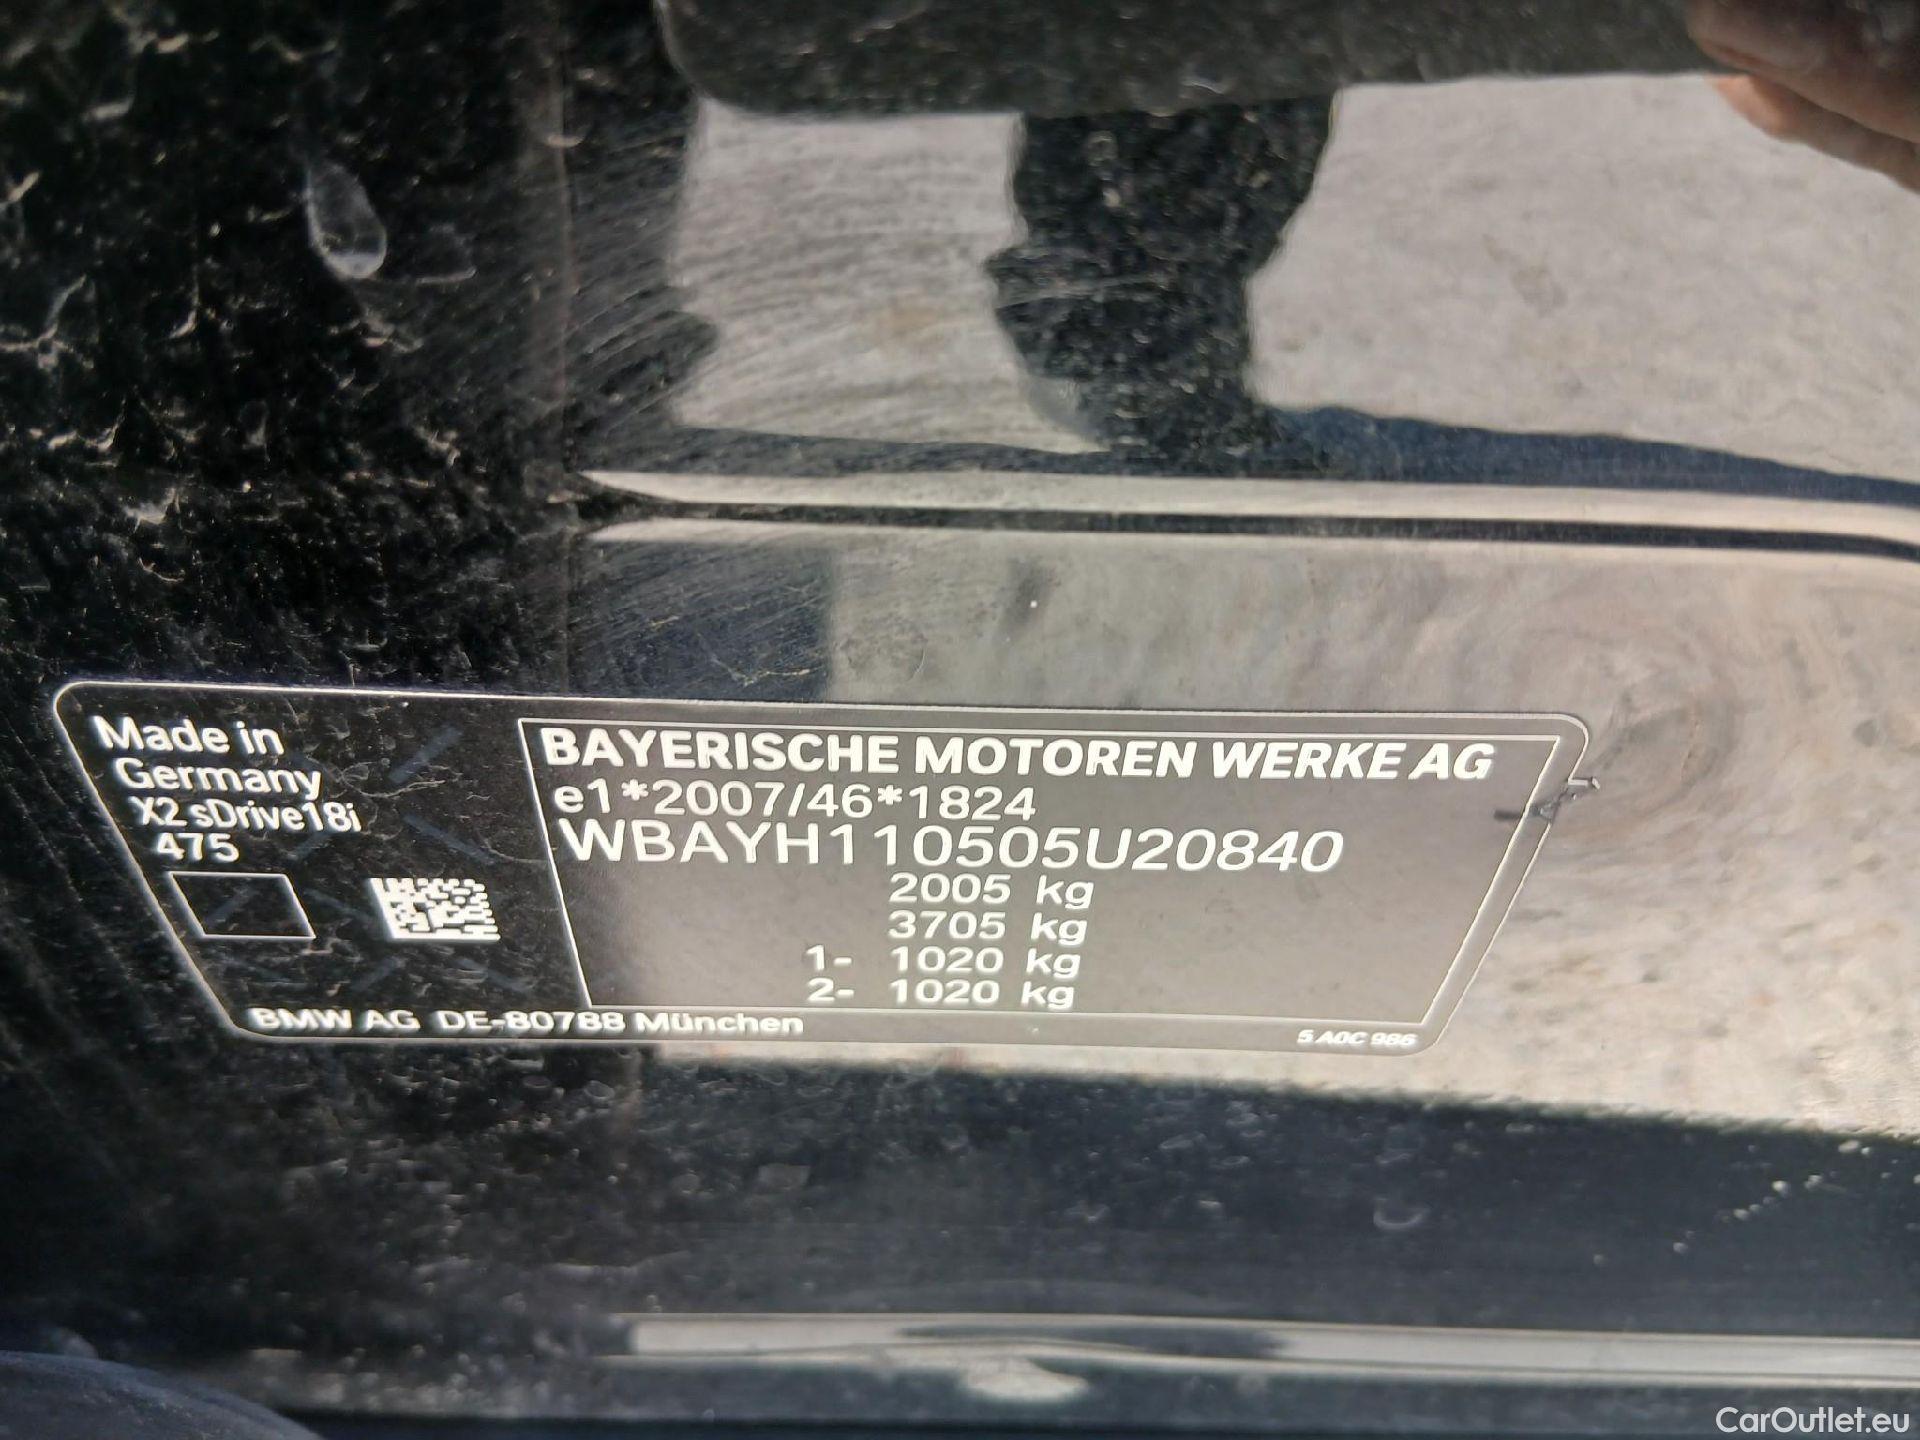 Made in
Germany
X2 sDrive18i
475
BAYERISCHE MOTOREN WERKE AG
e1*2007/46*1824
WBAYH110505U20840
2005 kg
3705 kg
1- 1020 kg
2- 1020 kg
BMW AG DE-80788 München
5 A0C 986
CarOutlet.eu